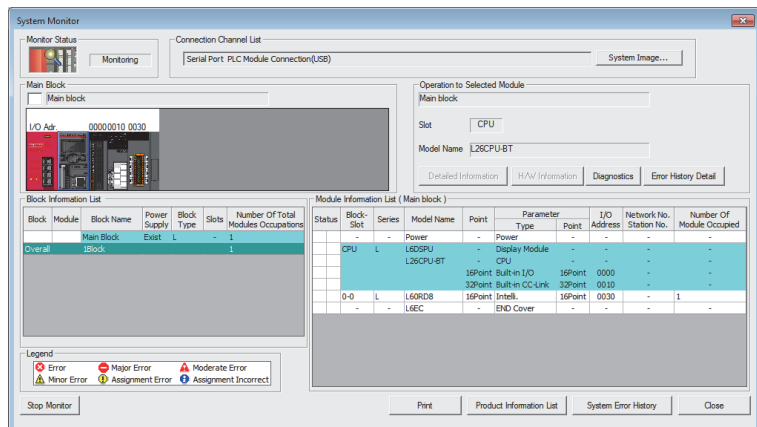 System Monitor
Monitor Status
Monitoring
Connection Channel List
Serial Port PLC Module Connection(USB)
System Image...
Main Block
Main block
I/O Adr. 00000010 0030
Operation to Selected Module
Main block
Slot CPU
Model Name L26CPU-BT
Detailed Information H/W Information Diagnostics Error History Detail
Block Information List
Block Module Block Name Power Supply Block Type Slots Number Of Total Modules Occupations
Main Block Exist L - 1
Overall 1Block 1
Module Information List ( Main block )
Status Block-Slot Series Model Name Point Parameter Type Point I/O Address Network No. Station No. Number Of Module Occupied
- - Power - Power - - - -
CPU L L6DSPU - Display Module - - - -
L26CPU-BT - CPU - - - -
16Point Built-in I/O 16Point 0000 - -
32Point Built-in CC-Link 32Point 0010 - -
0-0 L L60RD8 16Point Intelli. 16Point 0030 - 1
- - L6EC - END Cover - - - -
Legend
Error Major Error Moderate Error
Minor Error Assignment Error Assignment Incorrect
Stop Monitor Print Product Information List System Error History Close